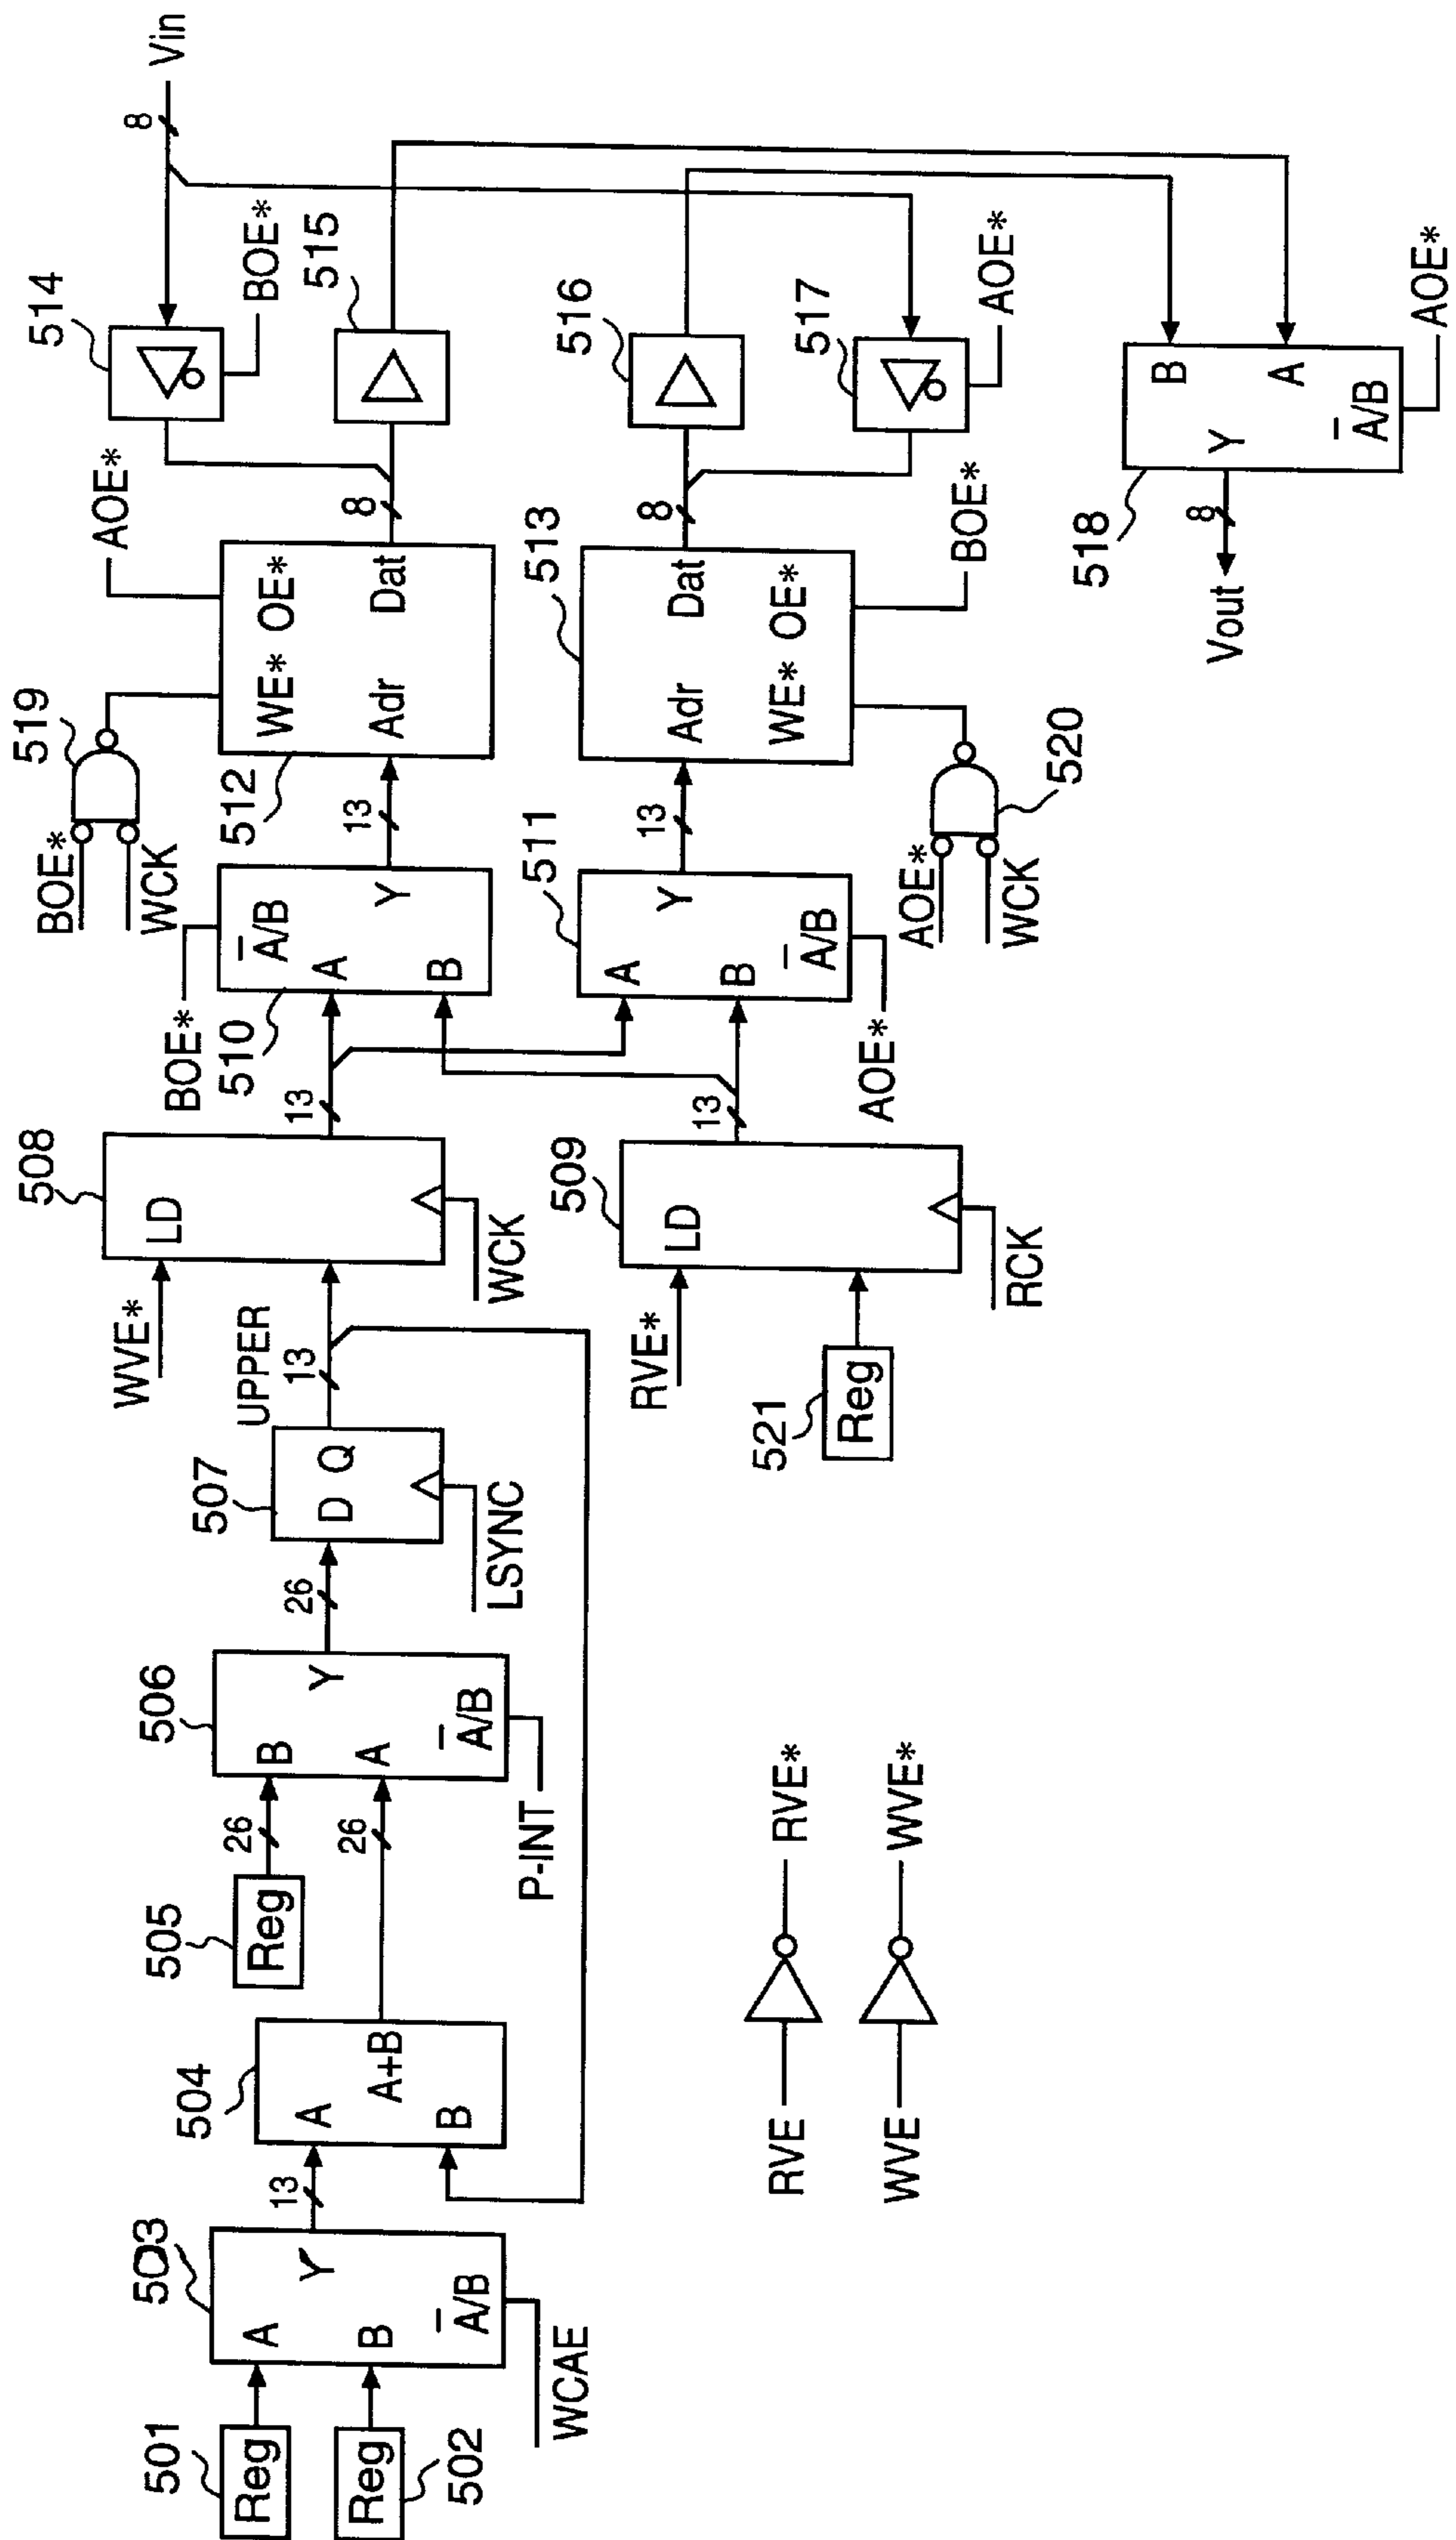 501
Reg
502
Reg
503
A
Y
B
A/B
WCAE
13
504
A
A+B
B
505
Reg
26
26
506
B
Y
A
A/B
P-INT
26
507
D Q
LSYNC
UPPER
13
WVE*
508
LD
WCK
13
RVE*
509
LD
521
Reg
RCK
13
BOE*
510
A/B
A
Y
B
13
511
A
Y
B
A/B
AOE*
13
BOE*
WCK
519
512
WE* OE*
Adr Dat
AOE*
8
513
Adr Dat
WE* OE*
BOE*
8
AOE*
WCK
520
514
BOE*
515
516
517
AOE*
8
Vin
518
B
Y
A
A/B
AOE*
8
Vout
RVE
RVE*
WVE
WVE*